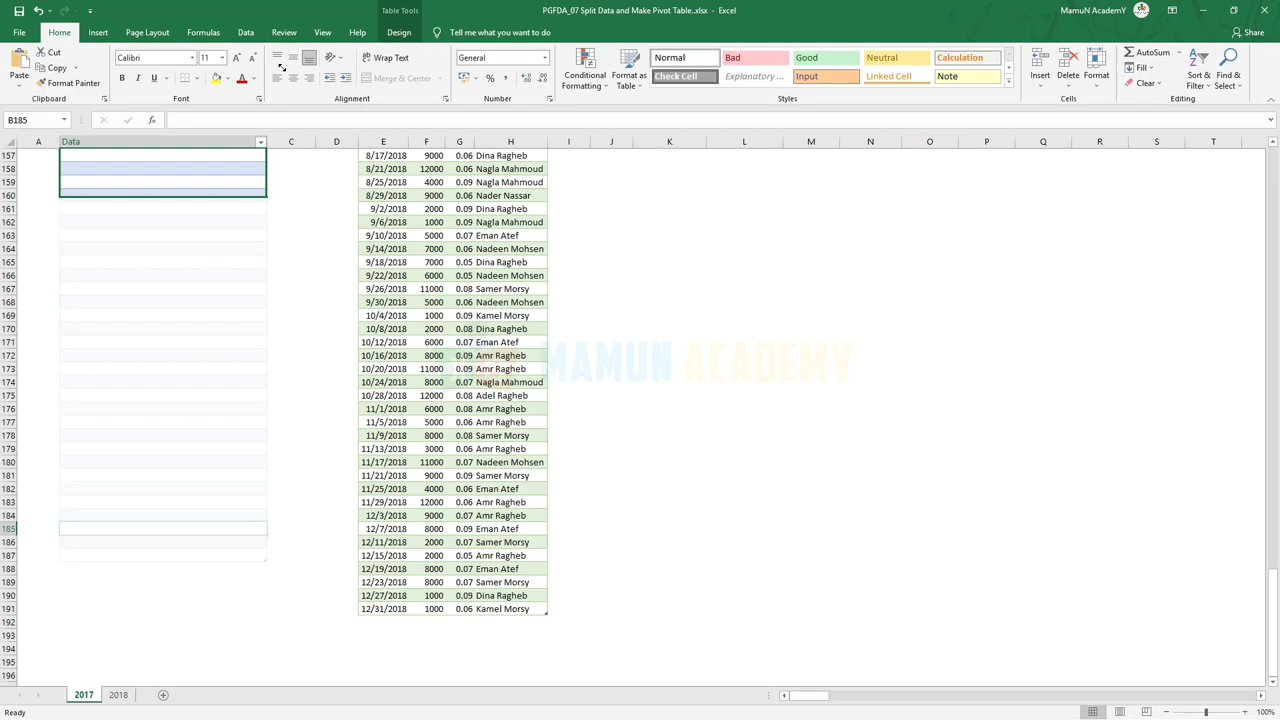 Table Tools
PGFDA_07 Split Data and Make Pivot Table..xlsx - Excel
MamuN AcademY
File Home Insert Page Layout Formulas Data Review View Help Design Tell me what you want to do Share
Paste Cut Calibri 11 Wrap Text General Conditional Formatting Format as Table Normal Bad Good Neutral Calculation Insert Delete Format AutoSum Sort & Filter Find & Select
Copy Fill
Format Painter B I U Merge & Center Check Cell Explanatory ... Input Linked Cell Note Clear
Clipboard Font Alignment Number Styles Cells Editing
B185
A Data C D E F G H I J K L M N O P Q R S T
157 8/17/2018 9000 0.06 Dina Ragheb
158 8/21/2018 12000 0.06 Nagla Mahmoud
159 8/25/2018 4000 0.09 Nagla Mahmoud
160 8/29/2018 9000 0.06 Nader Nassar
161 9/2/2018 2000 0.09 Dina Ragheb
162 9/6/2018 1000 0.09 Nagla Mahmoud
163 9/10/2018 5000 0.07 Eman Atef
164 9/14/2018 7000 0.06 Nadeen Mohsen
165 9/18/2018 7000 0.05 Dina Ragheb
166 9/22/2018 6000 0.05 Nadeen Mohsen
167 9/26/2018 11000 0.08 Samer Morsy
168 9/30/2018 5000 0.06 Nadeen Mohsen
169 10/4/2018 1000 0.09 Kamel Morsy
170 10/8/2018 2000 0.08 Dina Ragheb
171 10/12/2018 6000 0.07 Eman Atef
172 10/16/2018 8000 0.09 Amr Ragheb
MAMUN ACADEMY
173 10/20/2018 11000 0.09 Amr Ragheb
174 10/24/2018 8000 0.07 Nagla Mahmoud
175 10/28/2018 12000 0.08 Adel Ragheb
176 11/1/2018 6000 0.08 Amr Ragheb
177 11/5/2018 5000 0.06 Amr Ragheb
178 11/9/2018 8000 0.08 Samer Morsy
179 11/13/2018 3000 0.06 Amr Ragheb
180 11/17/2018 11000 0.07 Nadeen Mohsen
181 11/21/2018 9000 0.09 Samer Morsy
182 11/25/2018 4000 0.06 Eman Atef
183 11/29/2018 12000 0.06 Amr Ragheb
184 12/3/2018 9000 0.07 Amr Ragheb
185 12/7/2018 8000 0.09 Eman Atef
186 12/11/2018 2000 0.07 Samer Morsy
187 12/15/2018 2000 0.05 Amr Ragheb
188 12/19/2018 8000 0.07 Eman Atef
189 12/23/2018 8000 0.07 Samer Morsy
190 12/27/2018 1000 0.09 Dina Ragheb
191 12/31/2018 1000 0.06 Kamel Morsy
192
193
194
195
196
2017 2018
Ready 100%